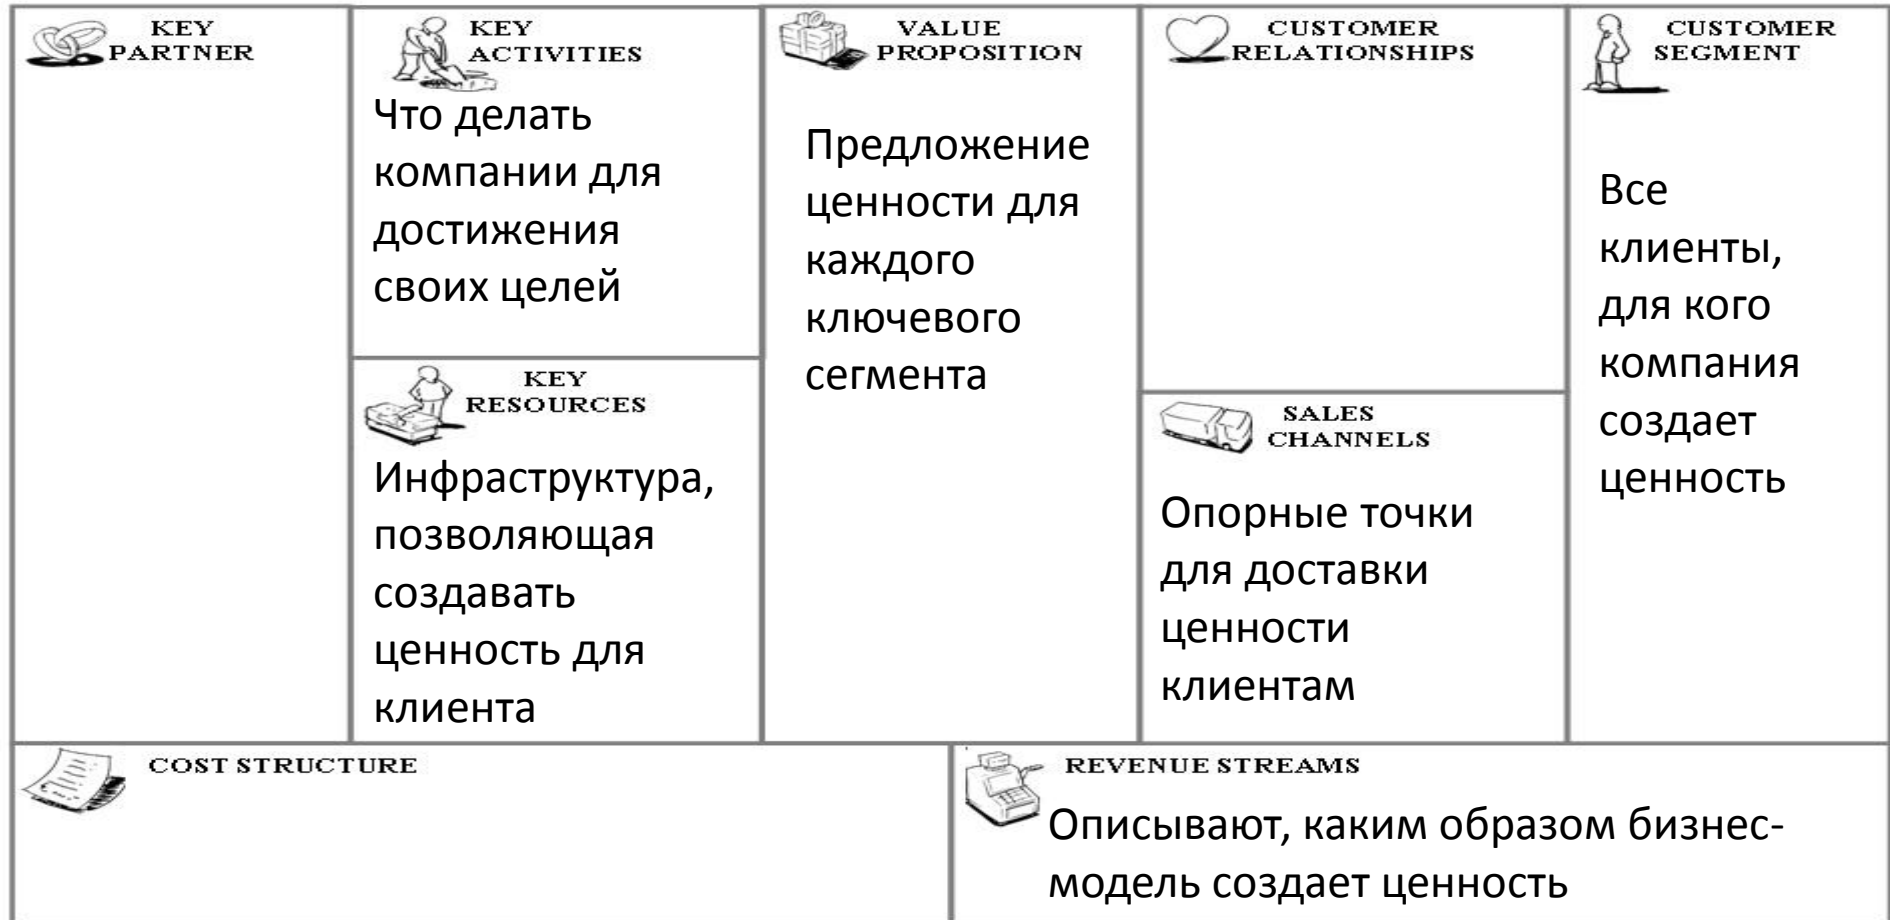 KEY
PARTNER
KEY
ACTIVITIES
Что делать
компании для
достижения
своих целей
KEY
RESOURCES
Инфраструктура,
позволяющая
создавать
ценность для
клиента
VALUE
PROPOSITION
Предложение
ценности для
каждого
ключевого
сегмента
CUSTOMER
RELATIONSHIPS
SALES
CHANNELS
Опорные точки
для доставки
ценности
клиентам
CUSTOMER
SEGMENT
Все
клиенты,
для кого
компания
создает
ценность
COST STRUCTURE
REVENUE STREAMS
Описывают, каким образом бизнес-
модель создает ценность